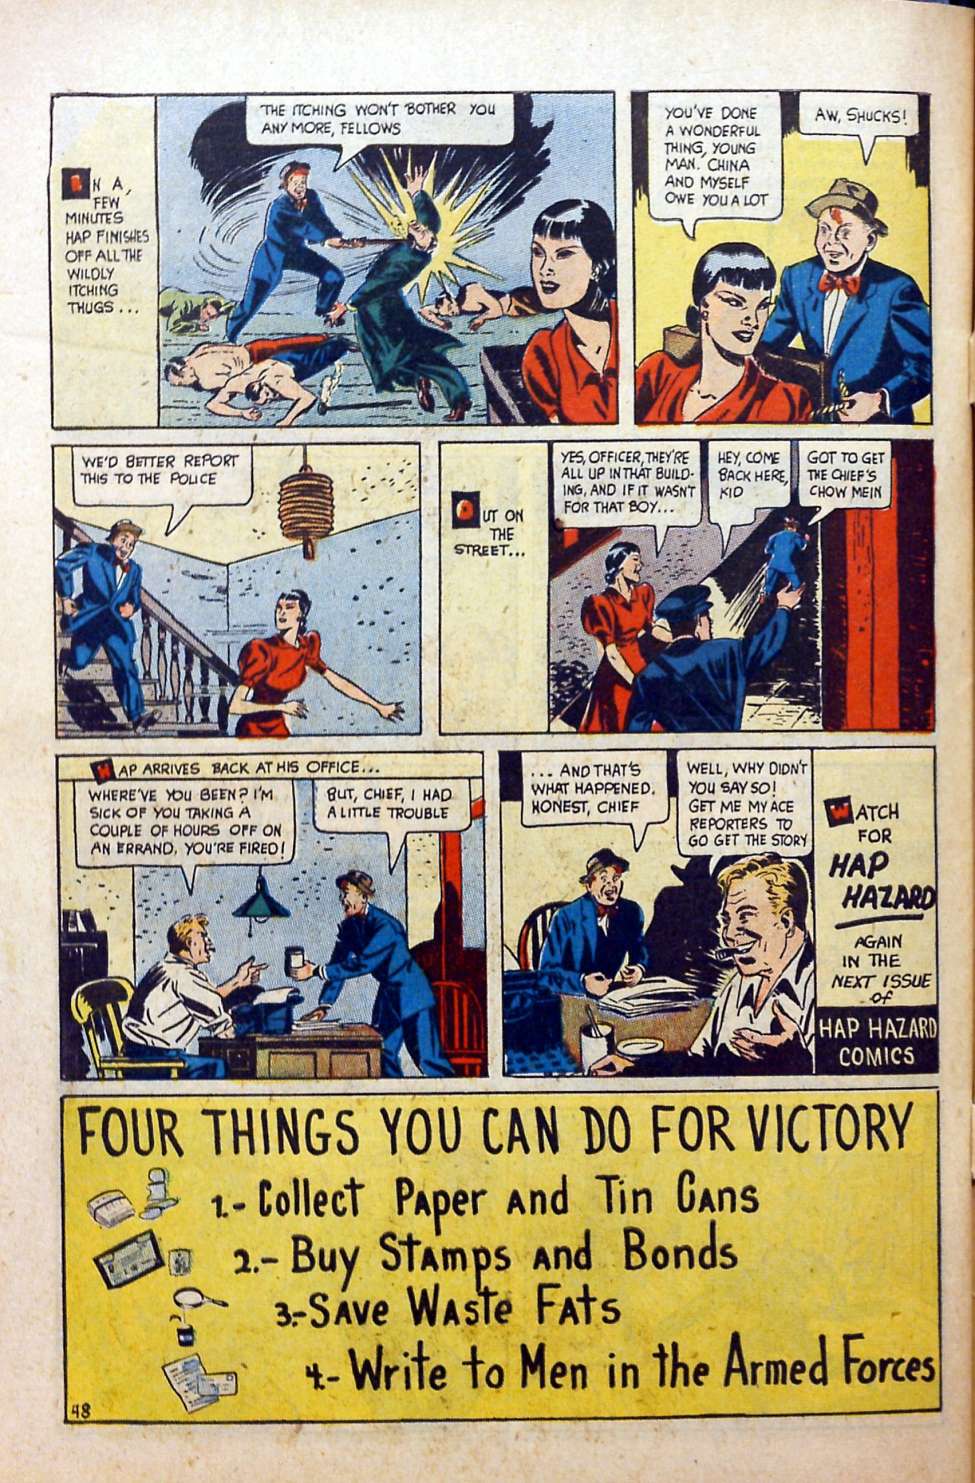 IN A,
FEW
MINUTES
HAP FINISHES
OFF ALL THE
WILDLY
ITCHING
THUGS...
THE ITCHING WON'T BOTHER YOU
ANY MORE, FELLOWS
YOU'VE DONE
A WONDERFUL
THING, YOUNG
MAN. CHINA
AND MYSELF
OWE YOU A LOT
AW, SHUCKS!
WE'D BETTER REPORT
THIS TO THE POLICE
OUT ON
THE
STREET...
YES, OFFICER, THEY'RE
ALL UP IN THAT BUILD-
ING, AND IF IT WASN'T
FOR THAT BOY...
HEY, COME
BACK HERE,
KID
GOT TO GET
THE CHIEF'S
CHOW MEIN
HAP ARRIVES BACK AT HIS OFFICE...
WHERE'VE YOU BEEN? I'M
SICK OF YOU TAKING A
COUPLE OF HOURS OFF ON
AN ERRAND. YOU'RE FIRED!
BUT, CHIEF, I HAD
A LITTLE TROUBLE
...AND THAT'S
WHAT HAPPENED.
HONEST, CHIEF
WELL, WHY DIDN'T
YOU SAY SO!
GET ME MY ACE
REPORTERS TO
GO GET THE STORY
WATCH
FOR
HAP
HAZARD
AGAIN
IN THE
NEXT ISSUE
of
HAP HAZARD
COMICS
FOUR THINGS YOU CAN DO FOR VICTORY
1.- Collect Paper and Tin Cans
2.- Buy Stamps and Bonds
3.- Save Waste Fats
4.- Write to Men in the Armed Forces
48